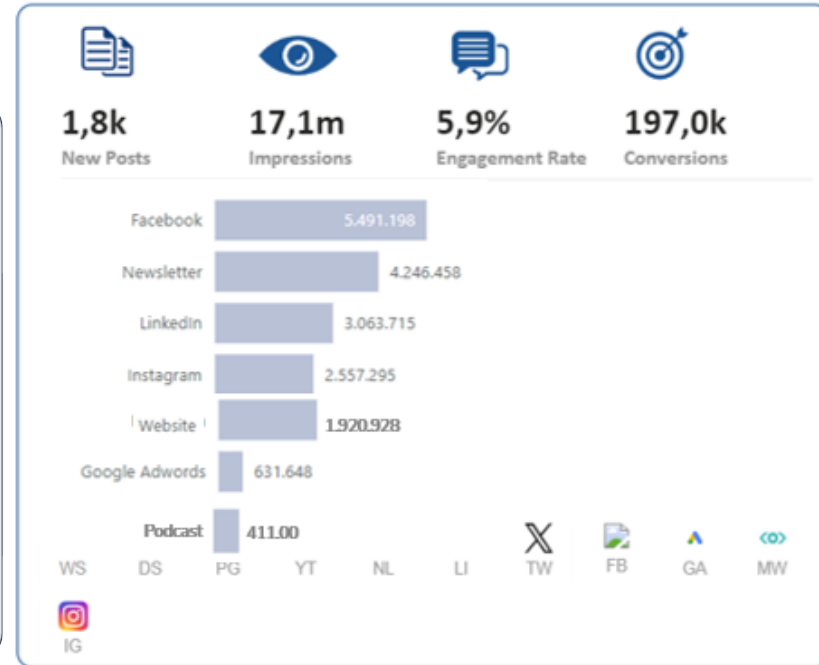 1,8k 17,1m 5,9% 197,0k
New Posts Impressions Engagement Rate Conversions
Facebook 5.491.198
Newsletter 4.246.458
LinkedIn 3.063.715
Instagram 2.557.295
Website 1.920.928
Google Adwords 631.648
Podcast 411.00
WS DS PG YT NL LI TW FB GA MW
IG